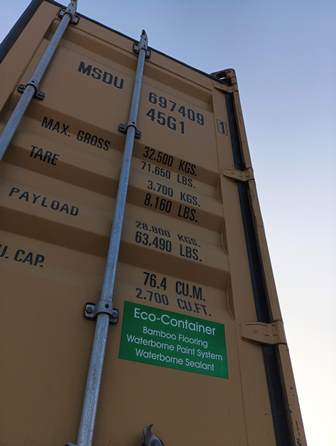 MSDU 697409 1
45G1
MAX. GROSS 32.500 KGS.
71.650 LBS.
TARE 3.700 KGS.
8.160 LBS.
PAYLOAD 28.800 KGS.
63.490 LBS.
U. CAP. 76.4 CU.M.
2.700 CU.FT.
Eco-Container
Bamboo Flooring
Waterborne Paint System
Waterborne Sealant